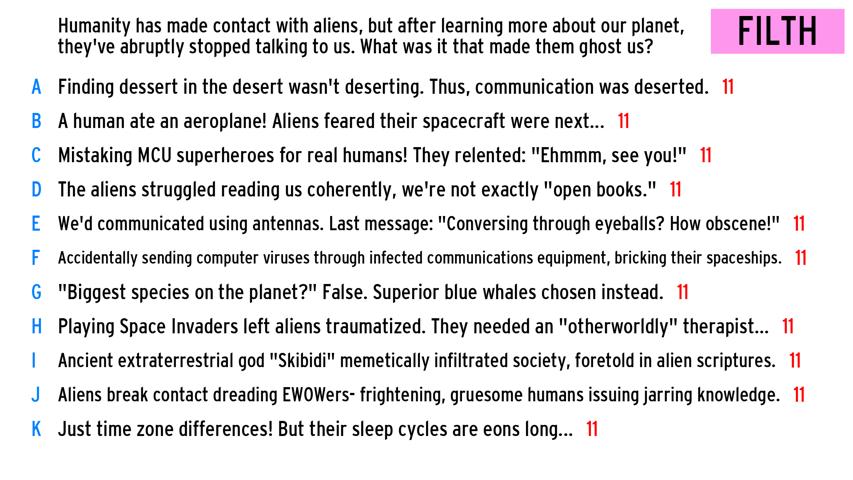 Humanity has made contact with aliens, but after learning more about our planet,
they've abruptly stopped talking to us. What was it that made them ghost us?
FILTH
A Finding dessert in the desert wasn't deserting. Thus, communication was deserted. 11
B A human ate an aeroplane! Aliens feared their spacecraft were next... 11
C Mistaking MCU superheroes for real humans! They relented: "Ehmmm, see you!" 11
D The aliens struggled reading us coherently, we're not exactly "open books." 11
E We'd communicated using antennas. Last message: "Conversing through eyeballs? How obscene!" 11
F Accidentally sending computer viruses through infected communications equipment, bricking their spaceships. 11
G "Biggest species on the planet?" False. Superior blue whales chosen instead. 11
H Playing Space Invaders left aliens traumatized. They needed an "otherworldly" therapist... 11
I Ancient extraterrestrial god "Skibidi" memetically infiltrated society, foretold in alien scriptures. 11
J Aliens break contact dreading EWOWers- frightening, gruesome humans issuing jarring knowledge. 11
K Just time zone differences! But their sleep cycles are eons long... 11